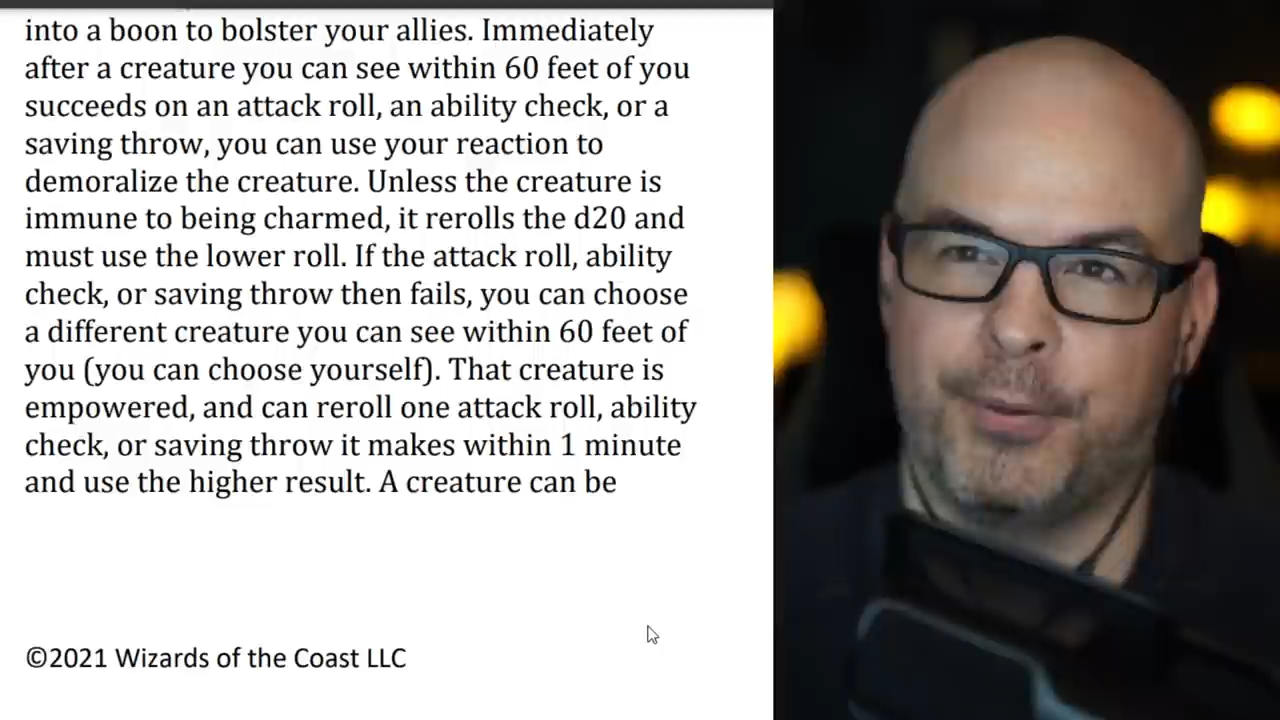 into a boon to bolster your allies. Immediately
after a creature you can see within 60 feet of you
succeeds on an attack roll, an ability check, or a
saving throw, you can use your reaction to
demoralize the creature. Unless the creature is
immune to being charmed, it rerolls the d20 and
must use the lower roll. If the attack roll, ability
check, or saving throw then fails, you can choose
a different creature you can see within 60 feet of
you (you can choose yourself). That creature is
empowered, and can reroll one attack roll, ability
check, or saving throw it makes within 1 minute
and use the higher result. A creature can be
©2021 Wizards of the Coast LLC